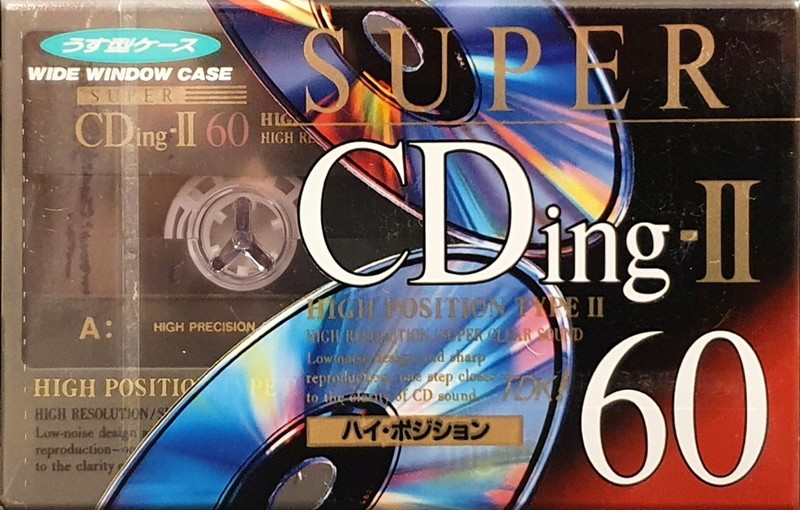 うす型ケース
WIDE WINDOW CASE
SUPER
CDing-II 60
HIGH RE
A:
HIGH PRECISION
HIGH POSITIO
HIGH RESOLUTION/S
Low-noise design
reproduction-
to the clarity
SUPER
CDing-II
60
HIGH POSITION TYPE II
HIGH RESOLUTION/SUPER CLEAR SOUND
Low-noise design and sharp
reproduction-one step closer
to the clarity of CD sound.
TDK
ハイ・ポジション